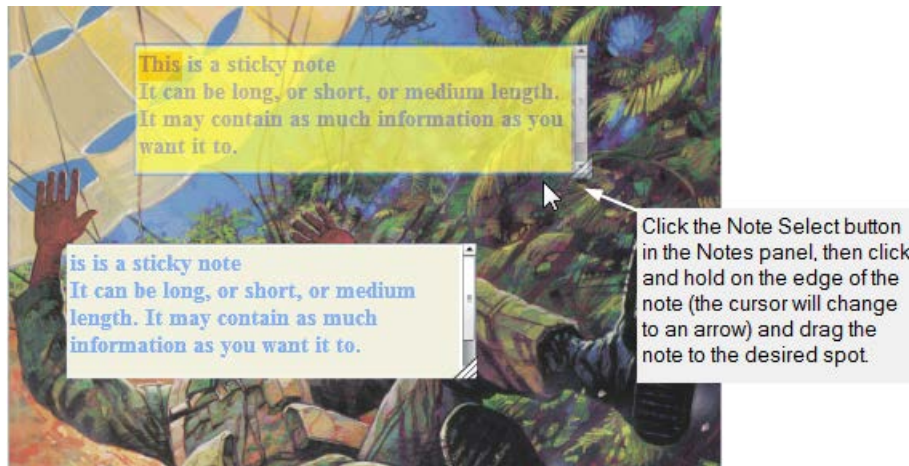 This is a sticky note
It can be long, or short, or medium length.
It may contain as much information as you
want it to.
is is a sticky note
It can be long, or short, or medium
length. It may contain as much
information as you want it to.
Click the Note Select button
in the Notes panel, then click
and hold on the edge of the
note (the cursor will change
to an arrow) and drag the
note to the desired spot.